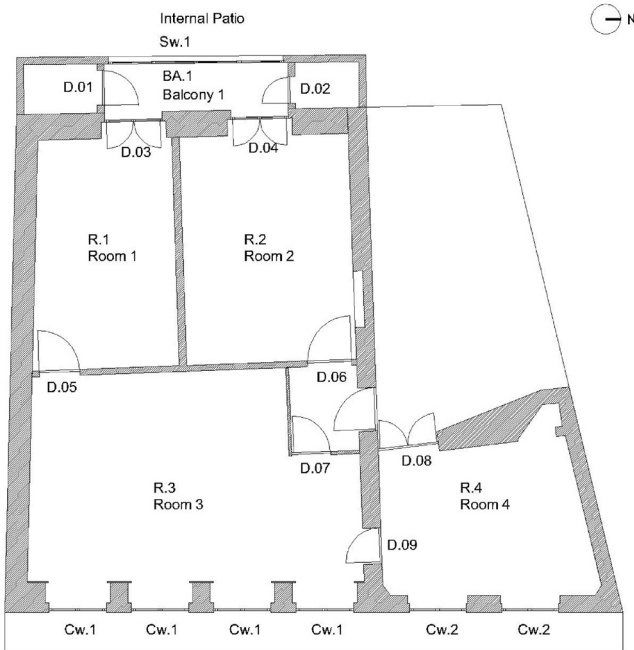 Internal Patio
N
Sw.1
D.01
BA.1
Balcony 1
D.02
D.03
D.04
R.1
Room 1
R.2
Room 2
D.05
D.06
D.07
D.08
R.3
Room 3
R.4
Room 4
D.09
Cw.1
Cw.1
Cw.1
Cw.1
Cw.2
Cw.2